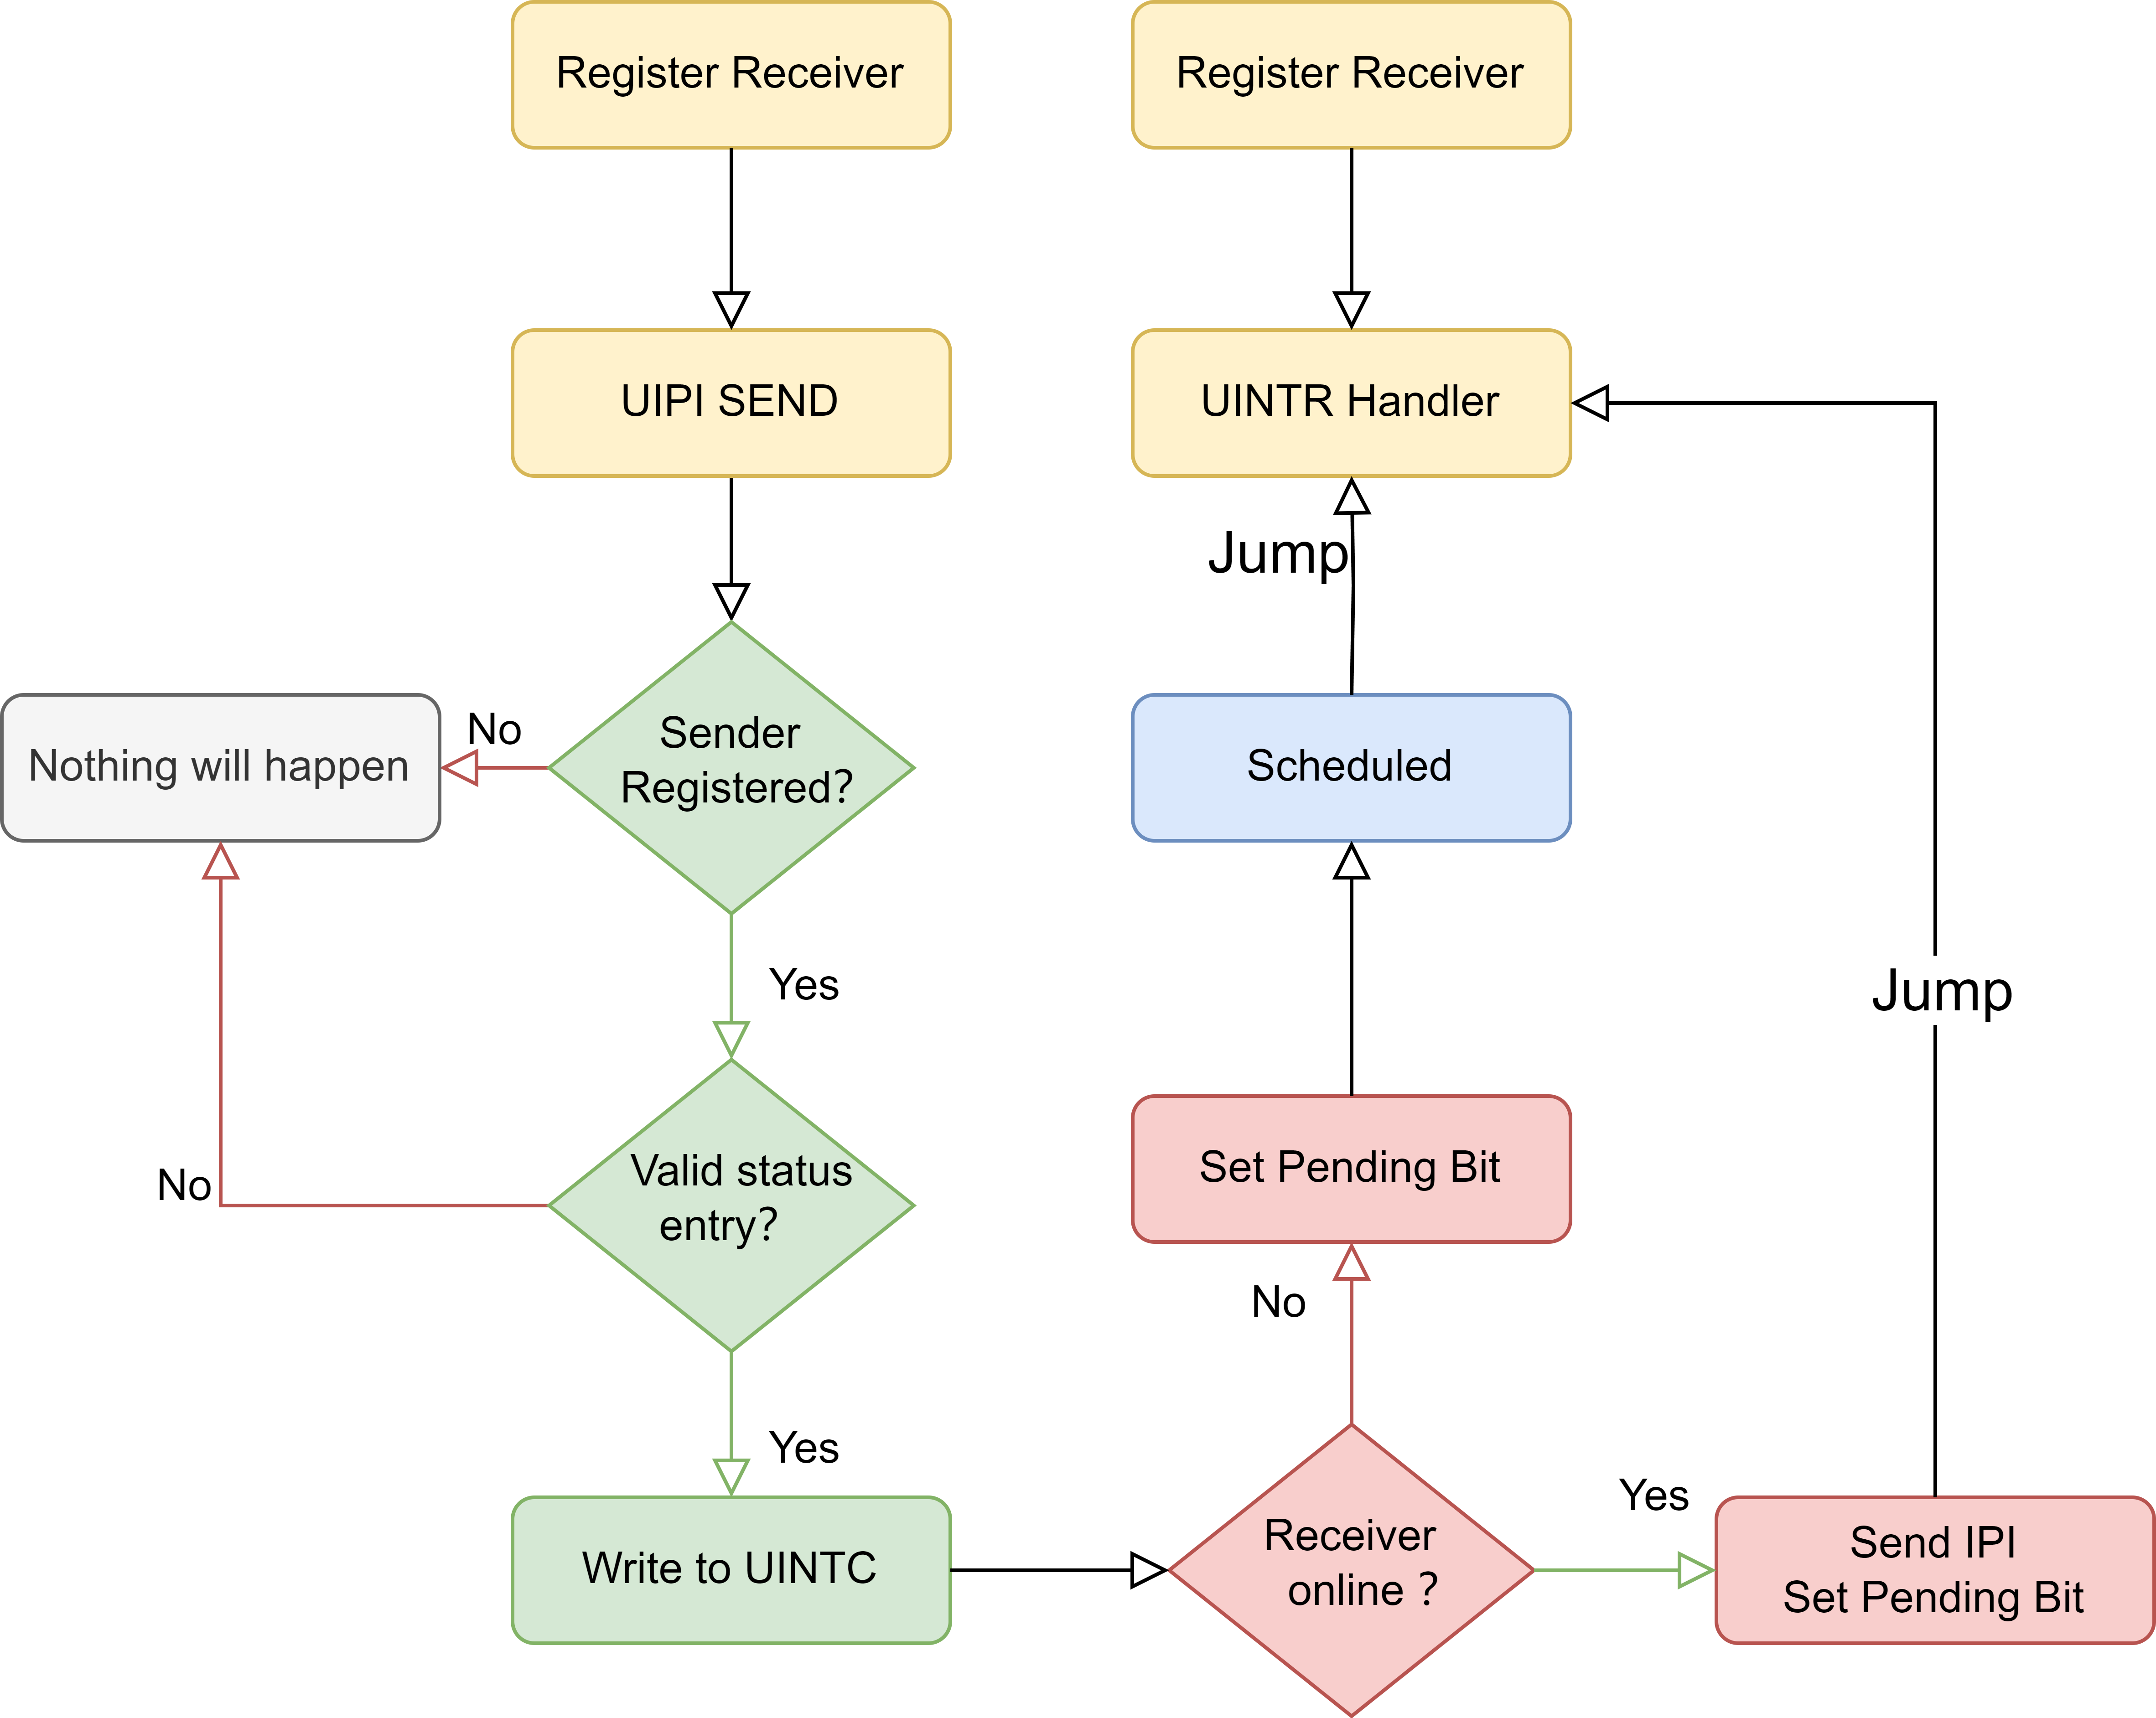 Register Receiver
Register Receiver
UIPI SEND
UINTR Handler
Jump
Sender
Registered?
No
Nothing will happen
Scheduled
Yes
Jump
Valid status
entry?
No
Set Pending Bit
No
Yes
Write to UINTC
Receiver
online ?
Yes
Send IPI
Set Pending Bit